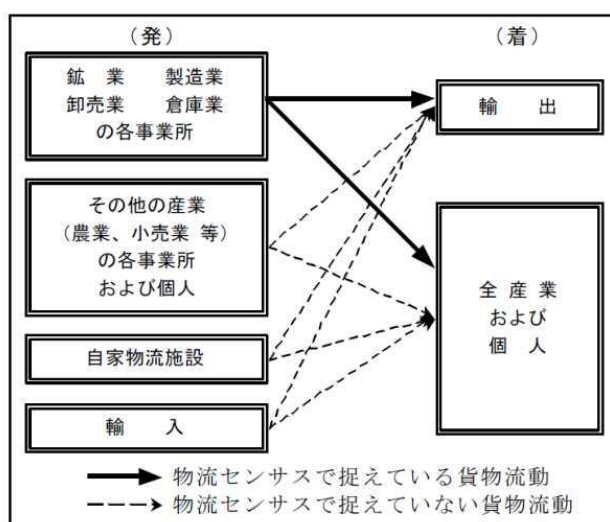 （発）
（着）
鉱　業　　製造業
卸売業　　倉庫業
の各事業所
輸　出
その他の産業
（農業、小売業 等）
の各事業所
および個人
全 産 業
および
個　人
自家物流施設
輸　　入
物流センサスで捉えている貨物流動
物流センサスで捉えていない貨物流動